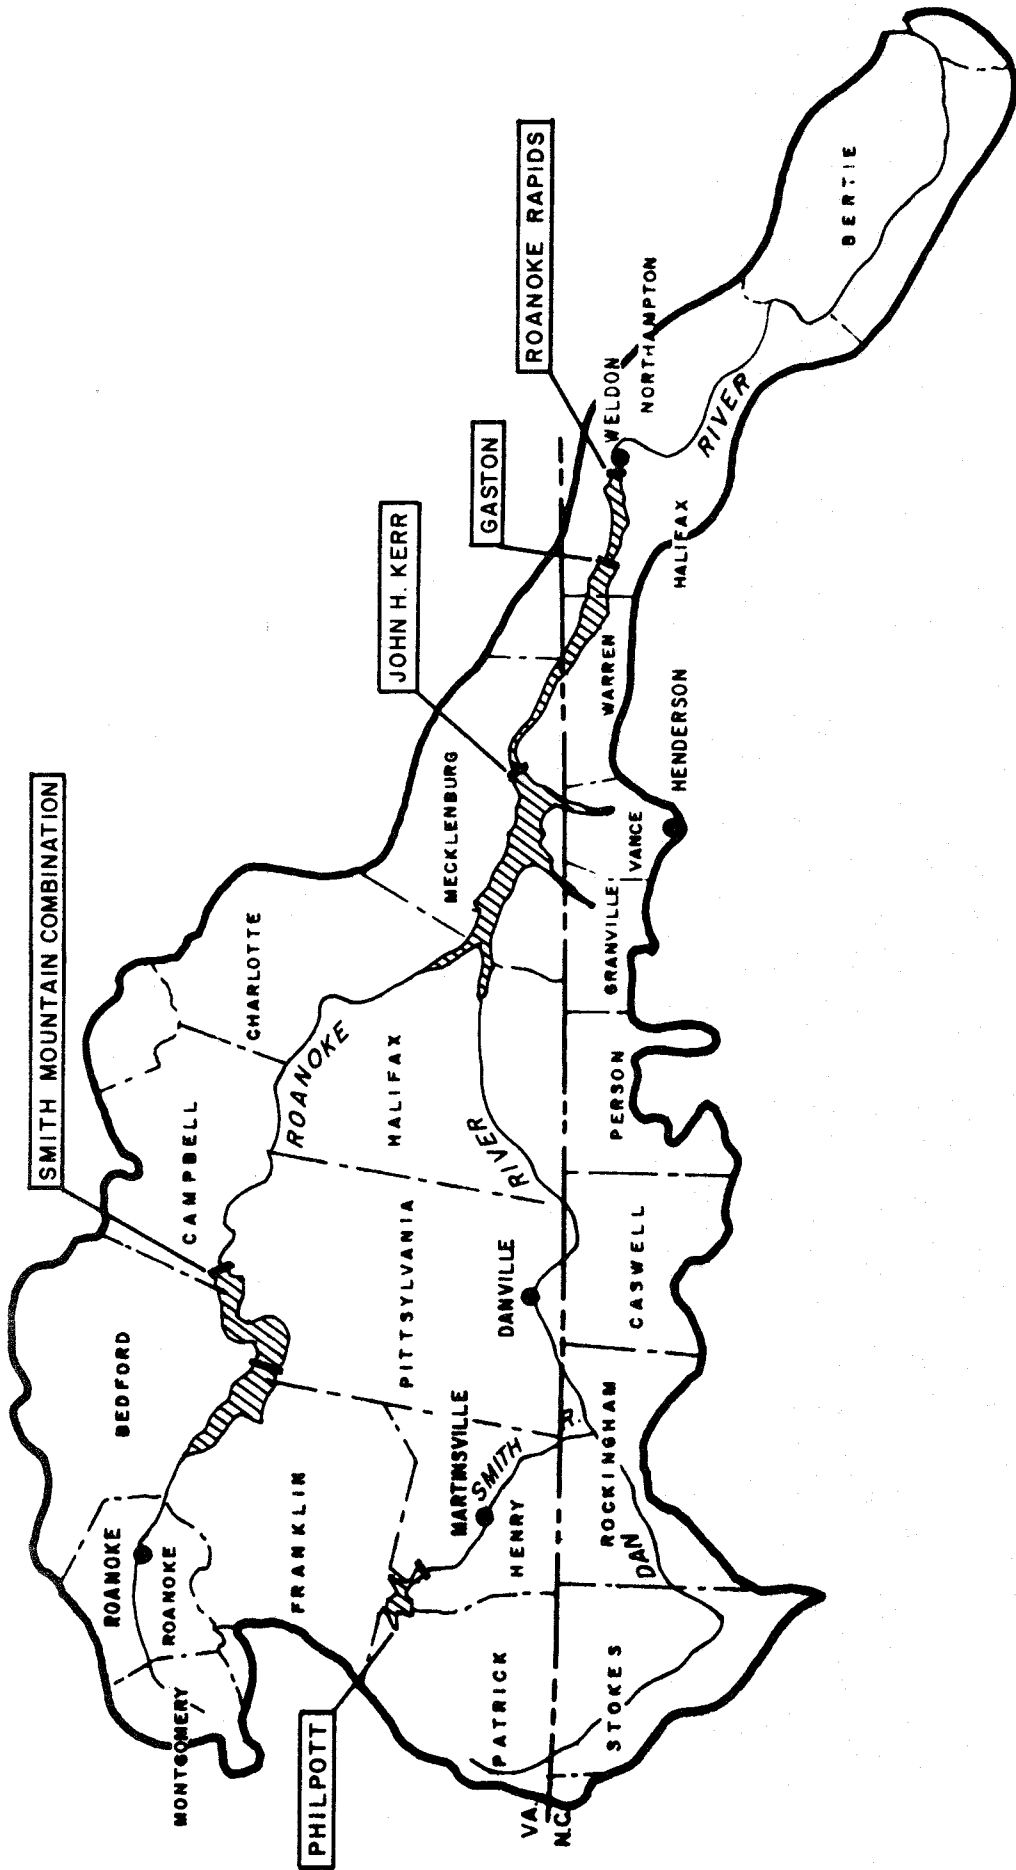 SMITH MOUNTAIN COMBINATION
JOHN H. KERR
GASTON
ROANOKE RAPIDS
PHILPOTT
MONTGOMERY
ROANOKE
ROANOKE
BEDFORD
CAMPBELL
CHARLOTTE
FRANKLIN
ROANOKE
MECKLENBURG
PITTSYLVANIA
HALIFAX
MARTINSVILLE
SMITH
R.
HENRY
PATRICK
DANVILLE
RIVER
VA.
N.C.
STOKES
DAN
ROCKINGHAM
CASWELL
PERSON
GRANVILLE
VANCE
HENDERSON
WARREN
HALIFAX
WELDON
NORTHAMPTON
RIVER
BERTIE